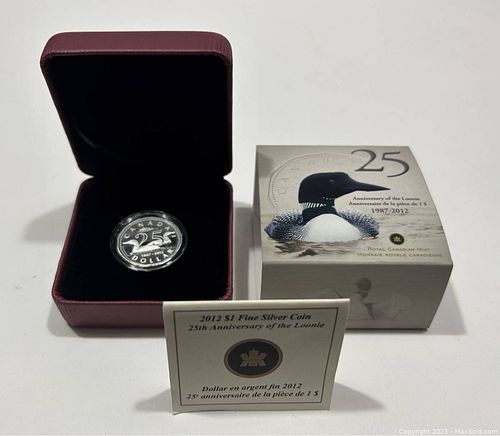 CANADA
25
1987-2012
DOLLAR
25
Anniversary of the Loonie
Anniversaire de la pièce de 1 $
1987-2012
ROYAL CANADIAN MINT
MONNAIE ROYALE CANADIENNE
2012 $1 Fine Silver Coin
25th Anniversary of the Loonie
Dollar en argent fin 2012
25e anniversaire de la pièce de 1 $
Copyright 2023 - MaxSold.com